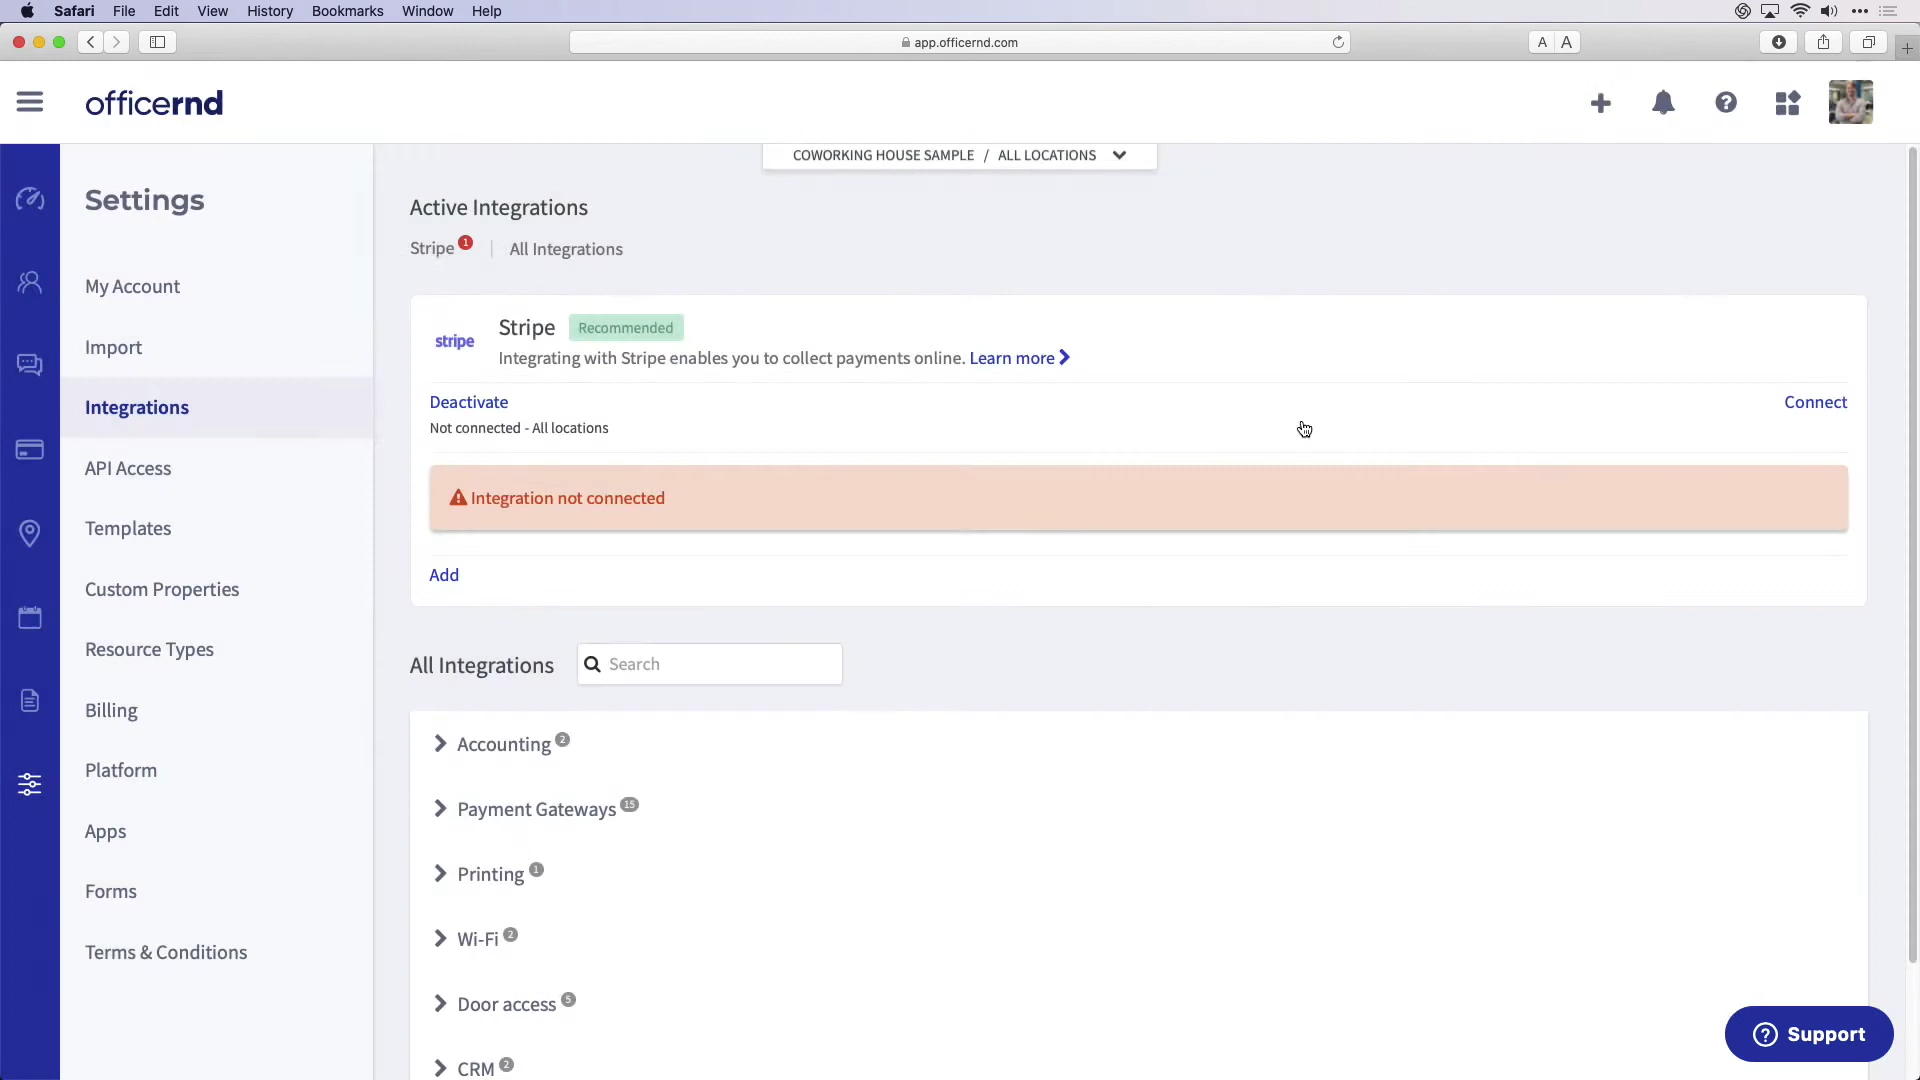 Safari File Edit View History Bookmarks Window Help
app.officernd.com
A A
officernd
COWORKING HOUSE SAMPLE / ALL LOCATIONS
Settings
My Account
Import
Integrations
API Access
Templates
Custom Properties
Resource Types
Billing
Platform
Apps
Forms
Terms & Conditions
Active Integrations
Stripe 1 | All Integrations
stripe
Stripe Recommended
Integrating with Stripe enables you to collect payments online. Learn more
Deactivate Connect
Not connected - All locations
Integration not connected
Add
All Integrations Search
Accounting 2
Payment Gateways 15
Printing 1
Wi-Fi 2
Door access 5
CRM 2
? Support